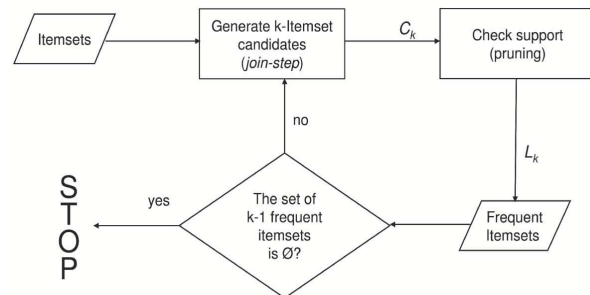 Itemsets
Generate k-Itemset
candidates
(join-step)
C_k
Check support
(pruning)
L_k
Frequent
Itemsets
The set of
k-1 frequent
itemsets
is Ø?
no
yes
STOP